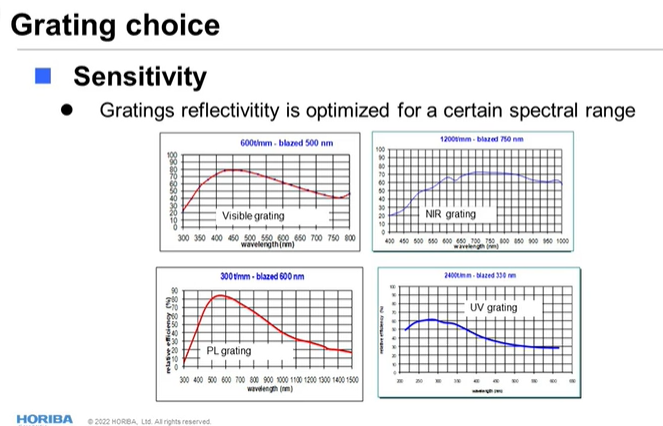 Grating choice
Sensitivity
Gratings reflectivitity is optimized for a certain spectral range
600t/mm - blazed 500 nm
100
90
80
70
60
50
40
30
20
10
0
Visible grating
300 350 400 450 500 550 600 650 700 750 800
wavelength(nm)
1200t/mm - blazed 750 nm
100
90
80
70
60
50
40
30
20
10
0
NIR grating
400 450 500 550 600 650 700 750 800 850 900 950 1000
wavelength (nm)
300t/mm - blazed 600 nm
relative efficiency (%)
90
80
70
60
50
40
30
20
10
0
PL grating
300 400 500 600 700 800 900 1000 1100 1200 1300 1400 1500
wavelength (nm)
2400t/mm - blazed 330 nm
relative efficiency (%)
UV grating
wavelength (nm)
HORIBA
© 2022 HORIBA, Ltd. All rights reserved.